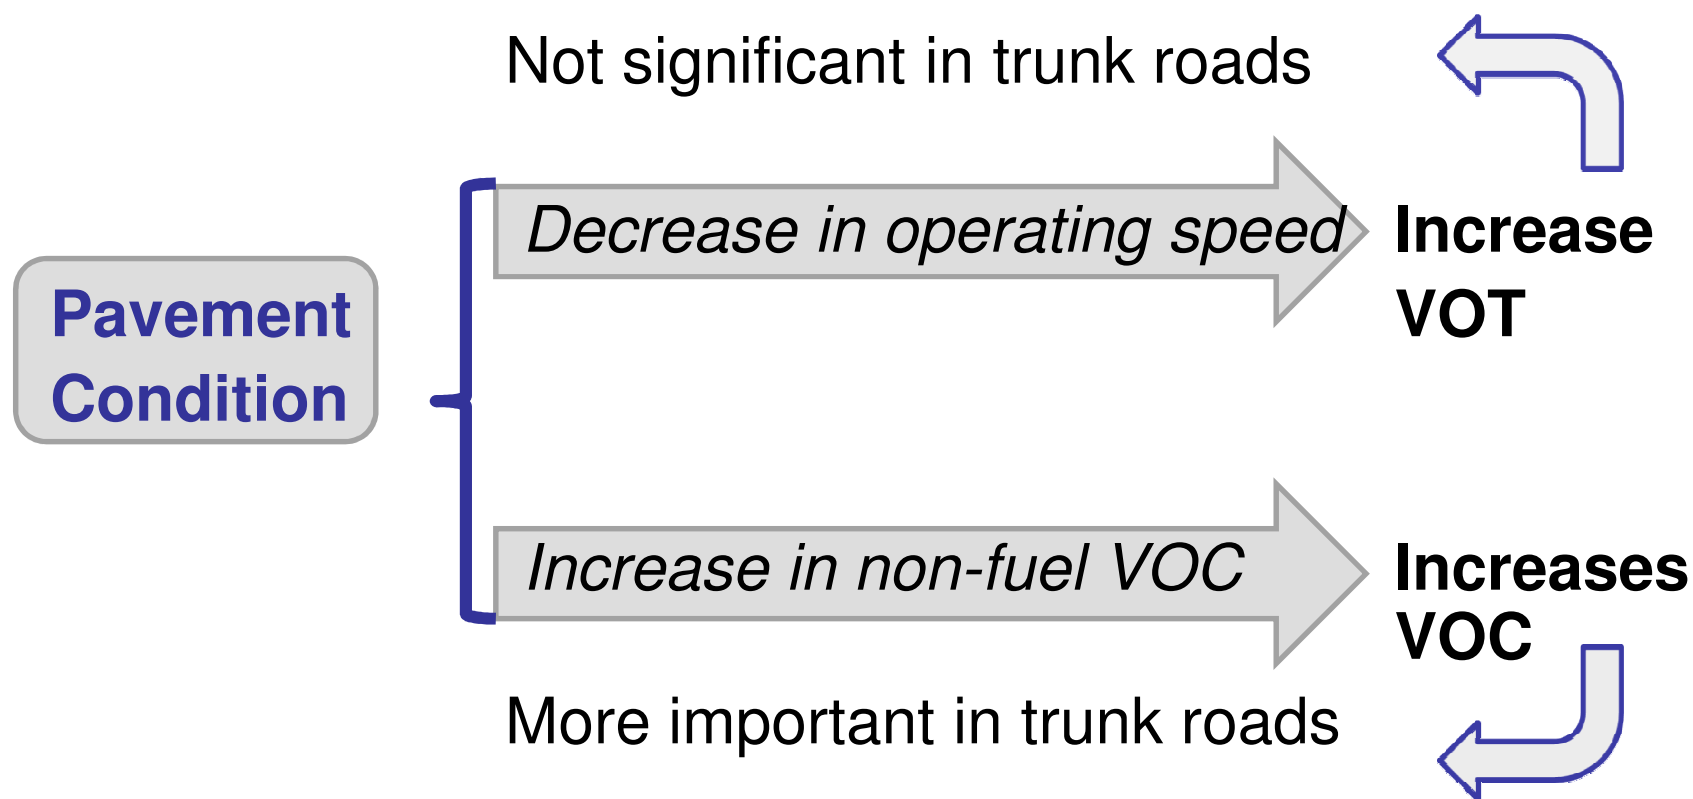 Not significant in trunk roads
Decrease in operating speed
Increase
VOT
Pavement
Condition
Increase in non-fuel VOC
Increases
VOC
More important in trunk roads